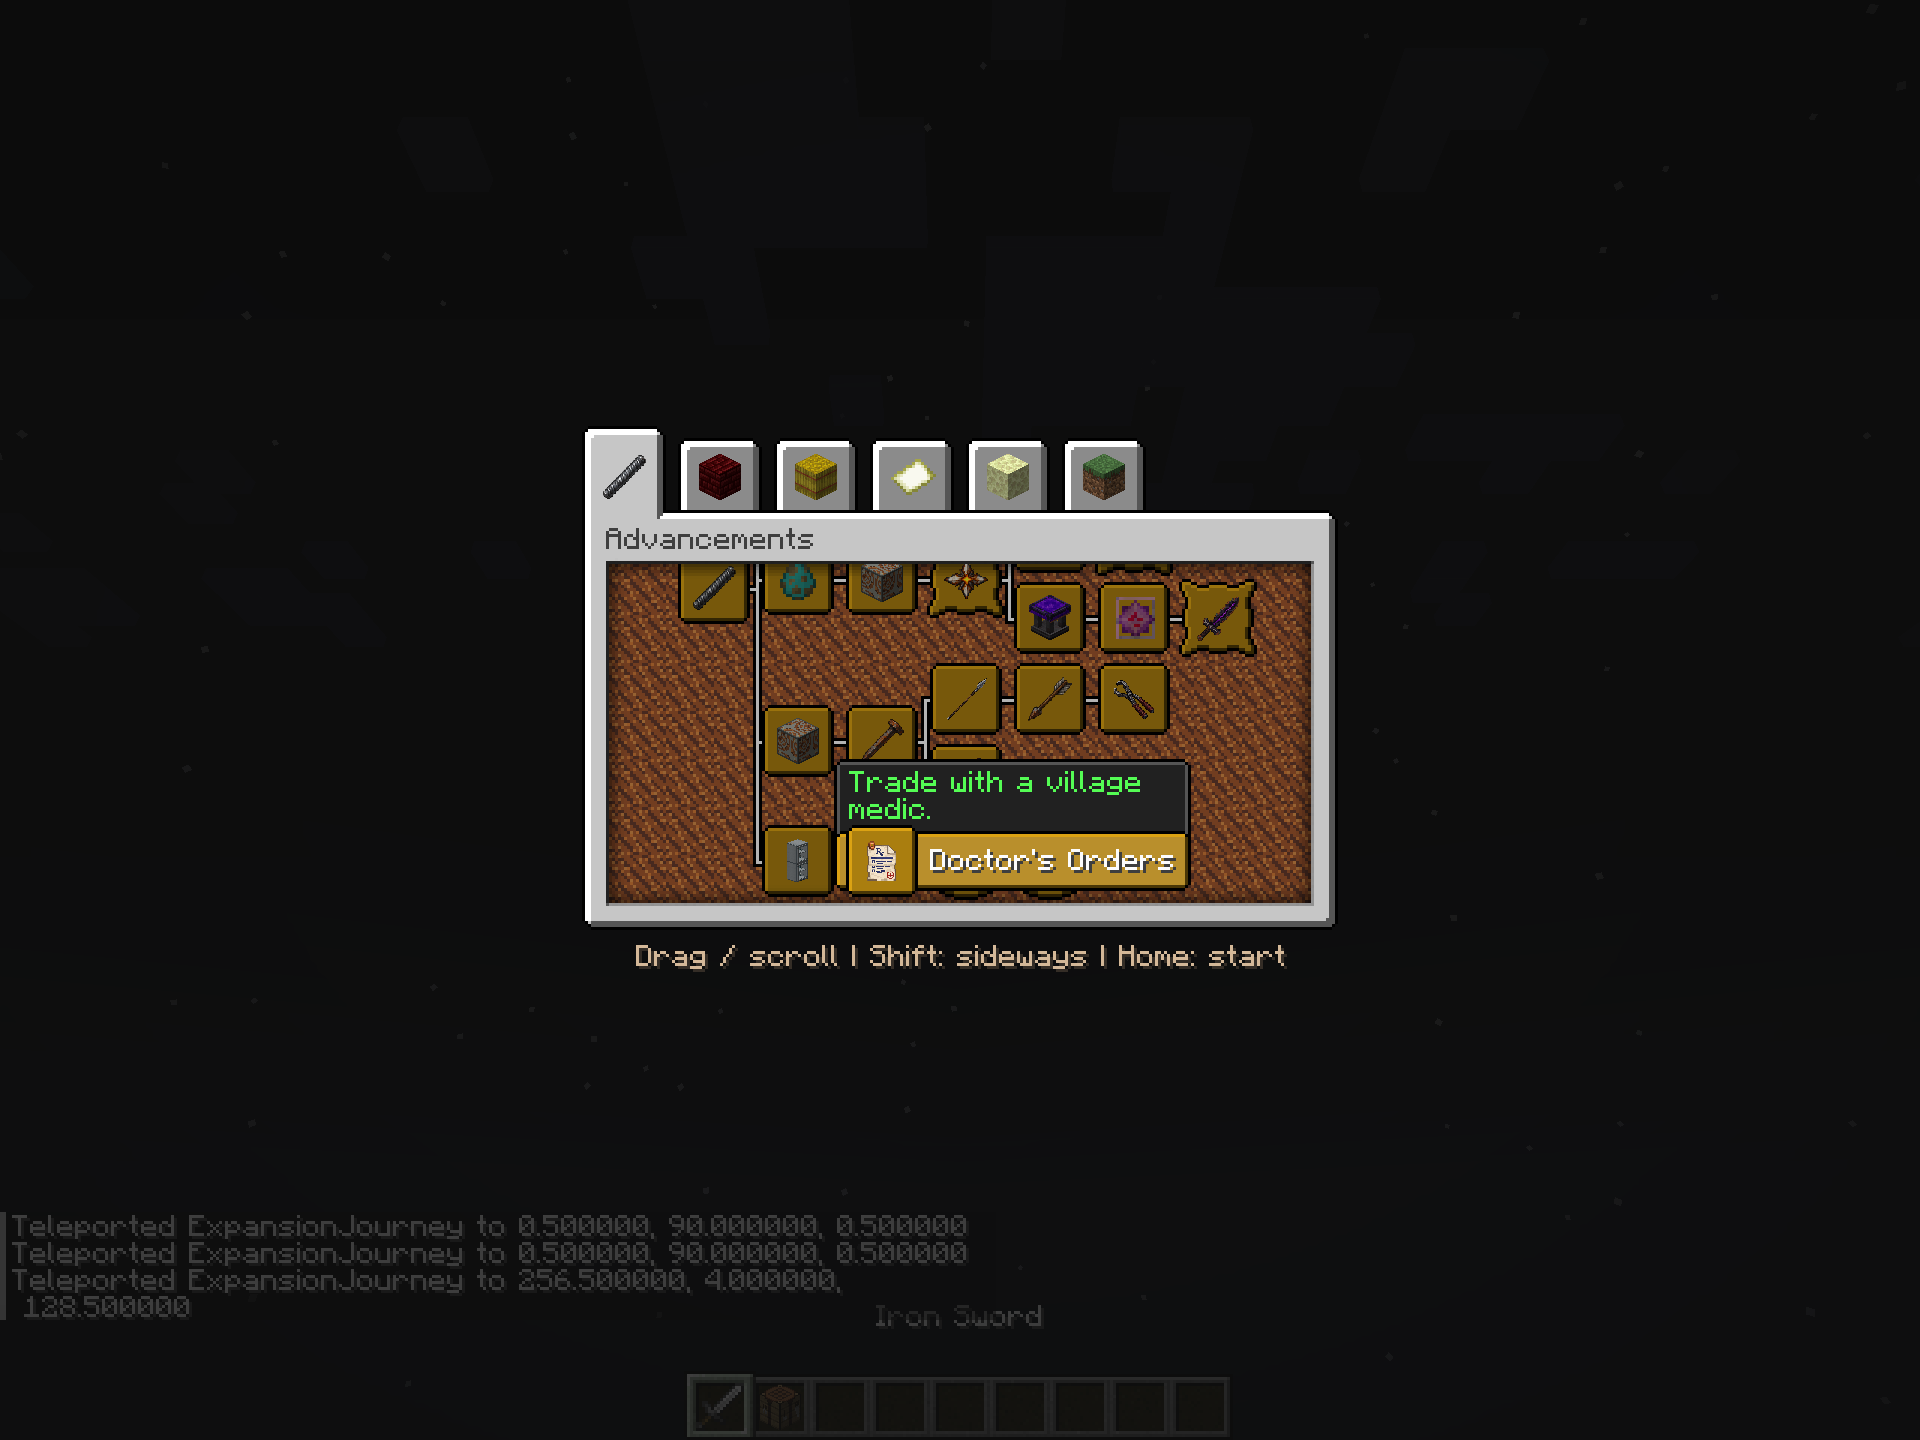 Advancements
Trade with a village
medic.
Doctor's Orders
Drag / scroll | Shift: sideways | Home: start
Teleported ExpansionJourney to 0.500000, 90.000000, 0.500000
Teleported ExpansionJourney to 0.500000, 90.000000, 0.500000
Teleported ExpansionJourney to 256.500000, 4.000000,
128.500000
Iron Sword